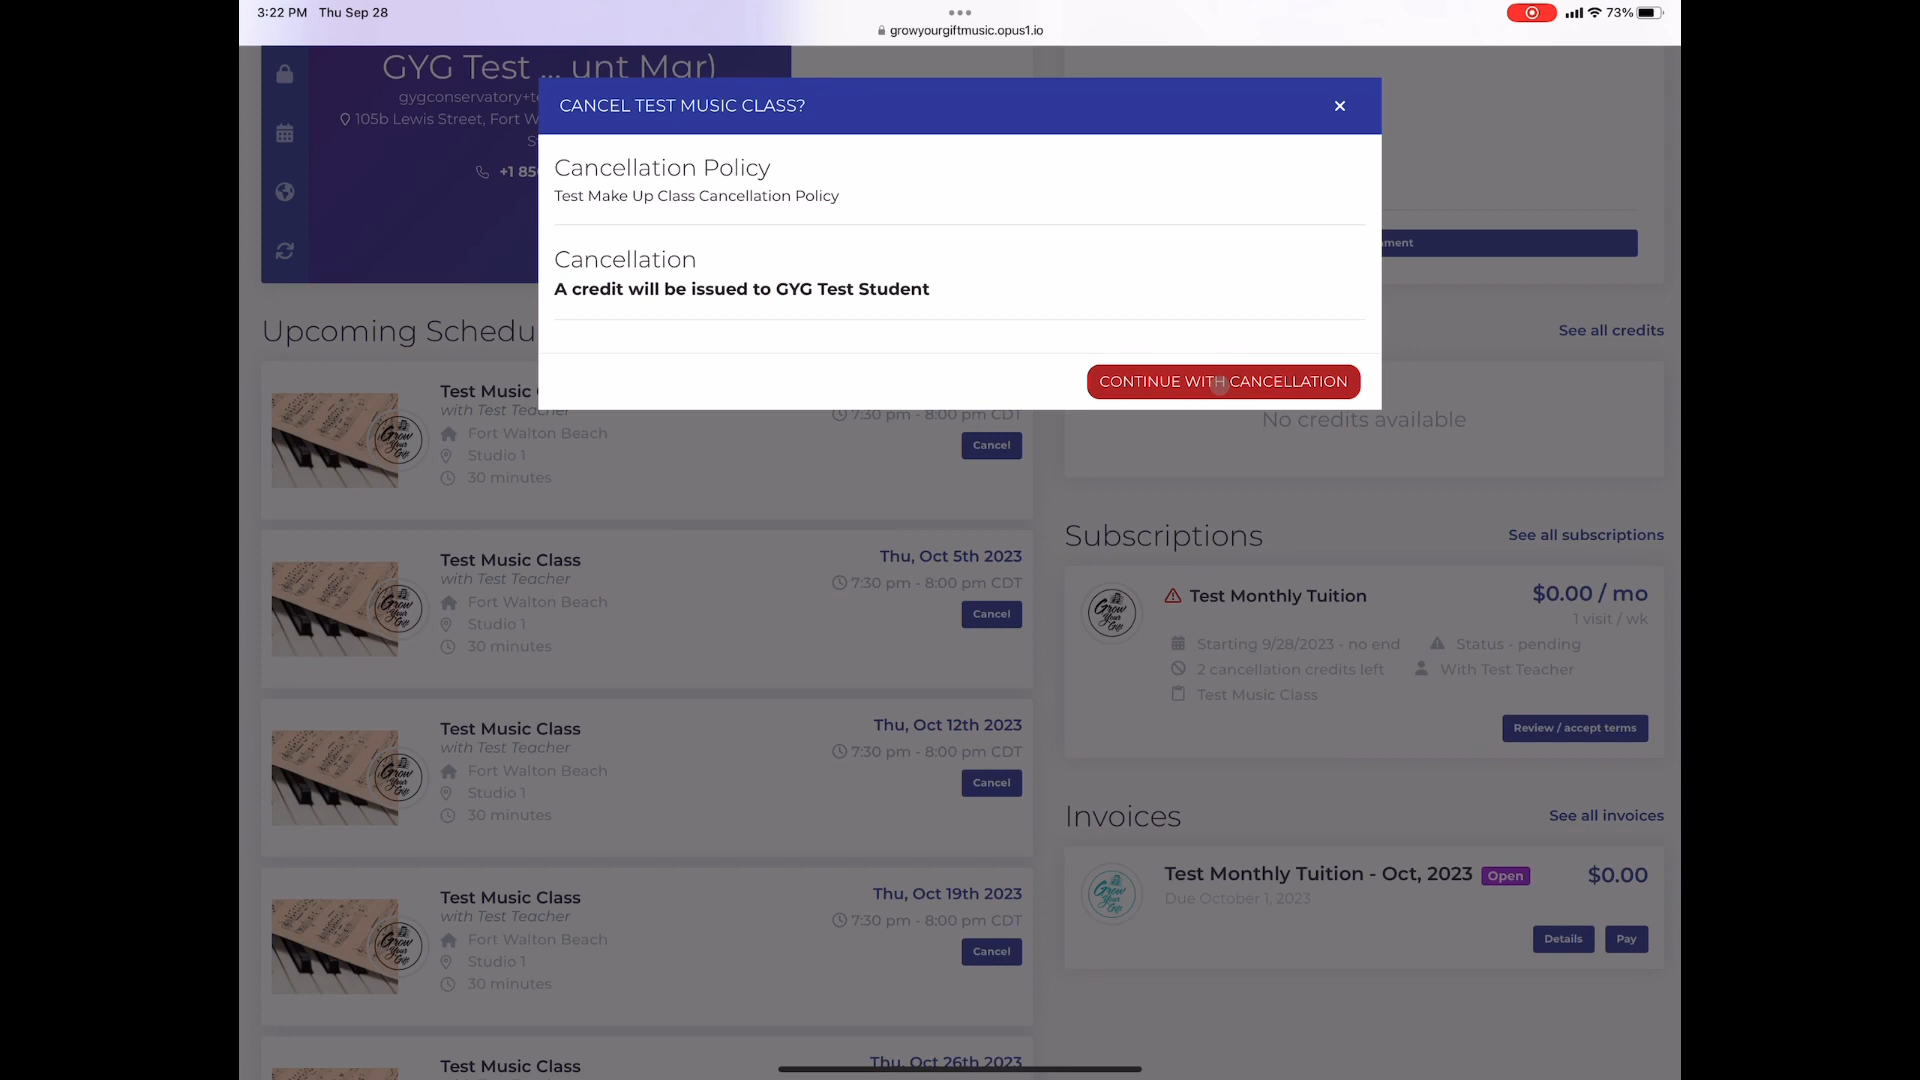 3:22 PM Thu Sep 28
73%
growyourgiftmusic.opus1.io
GYG Test ... unt Mgr)
gygconservatory+te
105b Lewis Street, Fort W
S
+1 850
CANCEL TEST MUSIC CLASS?
Cancellation Policy
Test Make Up Class Cancellation Policy
Cancellation
A credit will be issued to GYG Test Student
CONTINUE WITH CANCELLATION
ment
Upcoming Schedu
Test Music
with Test Teacher
Fort Walton Beach
Studio 1
30 minutes
7:30 pm - 8:00 pm CDT
Cancel
Test Music Class
with Test Teacher
Fort Walton Beach
Studio 1
30 minutes
Thu, Oct 5th 2023
7:30 pm - 8:00 pm CDT
Cancel
Test Music Class
with Test Teacher
Fort Walton Beach
Studio 1
30 minutes
Thu, Oct 12th 2023
7:30 pm - 8:00 pm CDT
Cancel
Test Music Class
with Test Teacher
Fort Walton Beach
Studio 1
30 minutes
Thu, Oct 19th 2023
7:30 pm - 8:00 pm CDT
Cancel
Test Music Class
Thu, Oct 26th 2023
See all credits
No credits available
Subscriptions
See all subscriptions
Grow Your Gift
Test Monthly Tuition
$0.00 / mo
1 visit / wk
Starting 9/28/2023 - no end
Status - pending
2 cancellation credits left
With Test Teacher
Test Music Class
Review / accept terms
Invoices
See all invoices
Grow Your Gift
Test Monthly Tuition - Oct, 2023 Open
$0.00
Due October 1, 2023
Details
Pay